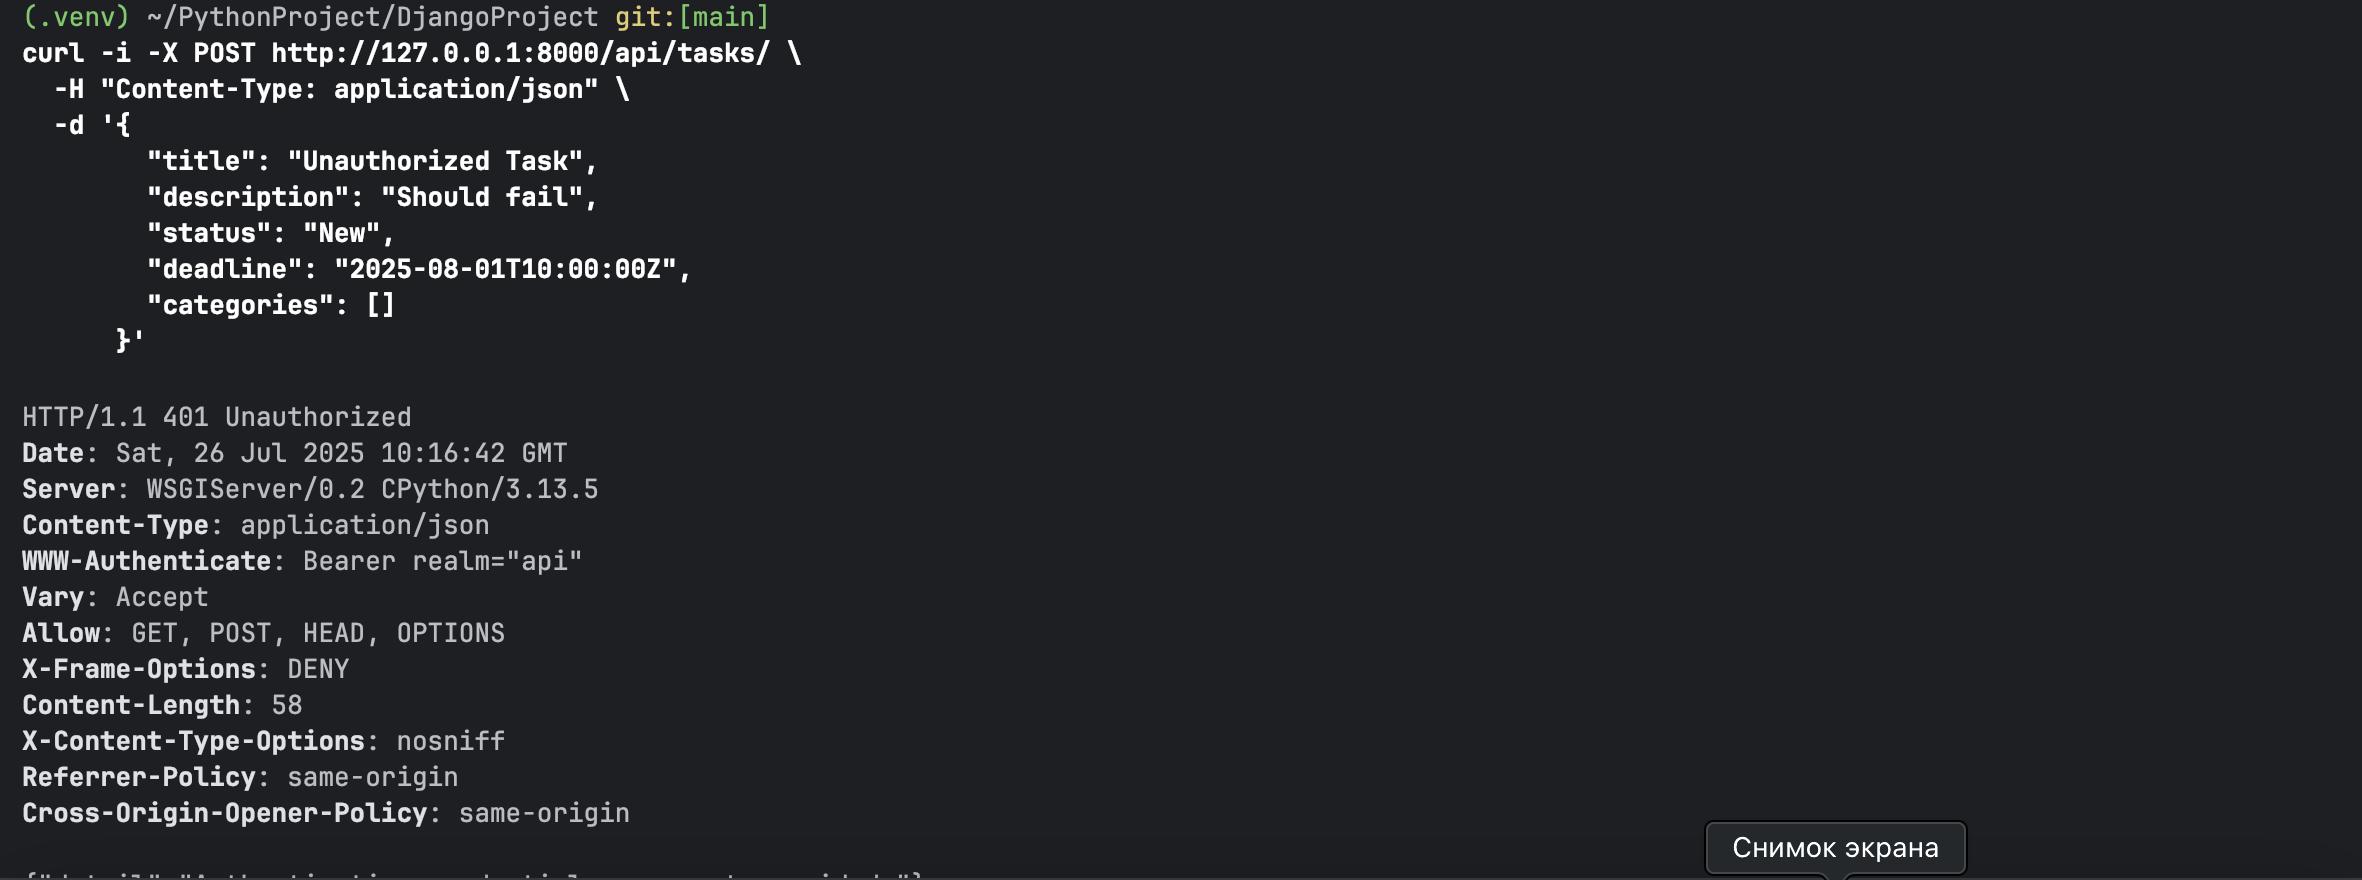 (.venv) ~/PythonProject/DjangoProject git:[main]
curl -i -X POST http://127.0.0.1:8000/api/tasks/ \
  -H "Content-Type: application/json" \
  -d '{
        "title": "Unauthorized Task",
        "description": "Should fail",
        "status": "New",
        "deadline": "2025-08-01T10:00:00Z",
        "categories": []
      }'

HTTP/1.1 401 Unauthorized
Date: Sat, 26 Jul 2025 10:16:42 GMT
Server: WSGIServer/0.2 CPython/3.13.5
Content-Type: application/json
WWW-Authenticate: Bearer realm="api"
Vary: Accept
Allow: GET, POST, HEAD, OPTIONS
X-Frame-Options: DENY
Content-Length: 58
X-Content-Type-Options: nosniff
Referrer-Policy: same-origin
Cross-Origin-Opener-Policy: same-origin
Снимок экрана